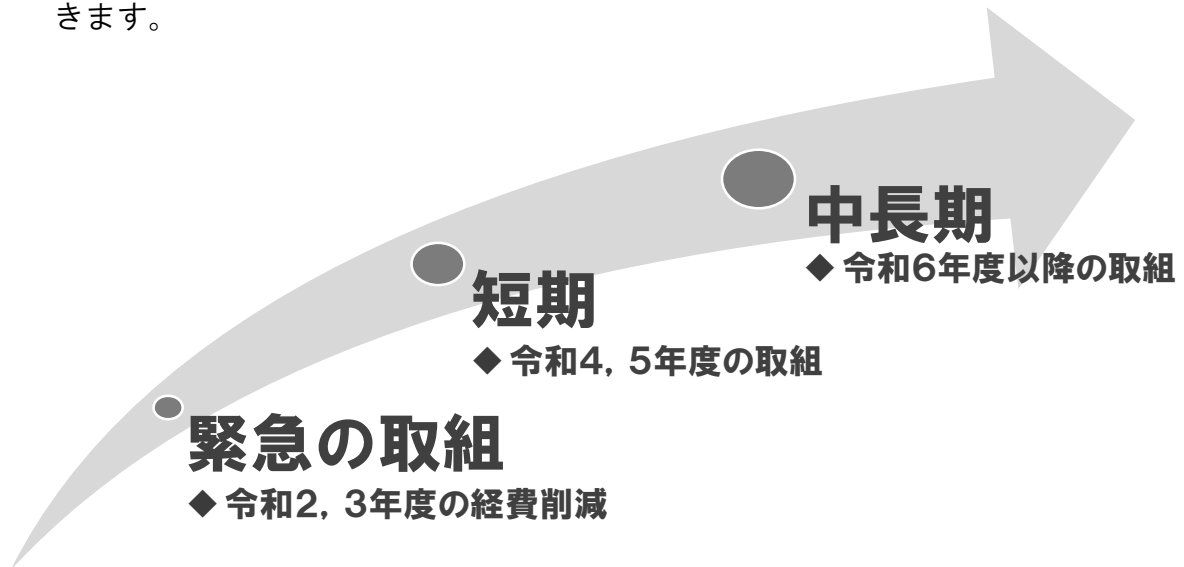 きます。
中長期
◆ 令和6年度以降の取組
短期
◆ 令和4, 5年度の取組
緊急の取組
◆ 令和2, 3年度の経費削減